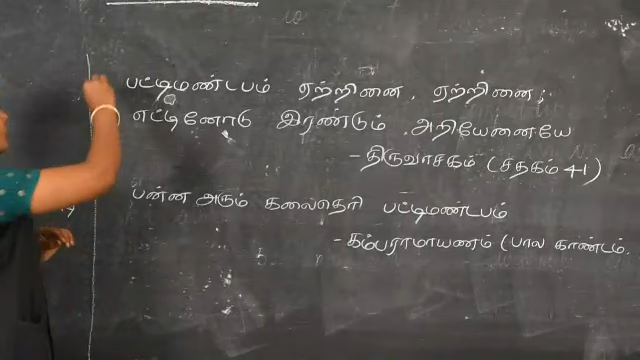 பட்டிமண்டபம் ஏற்றினை, ஏற்றினை;
எட்டினோடு இரண்டும் அறியேனையே
- திருவாசகம் (சதகம் 41)
பன்ன அரும் கலைதெரி பட்டிமண்டபம்
- கம்பராமாயணம் (பால காண்டம்.